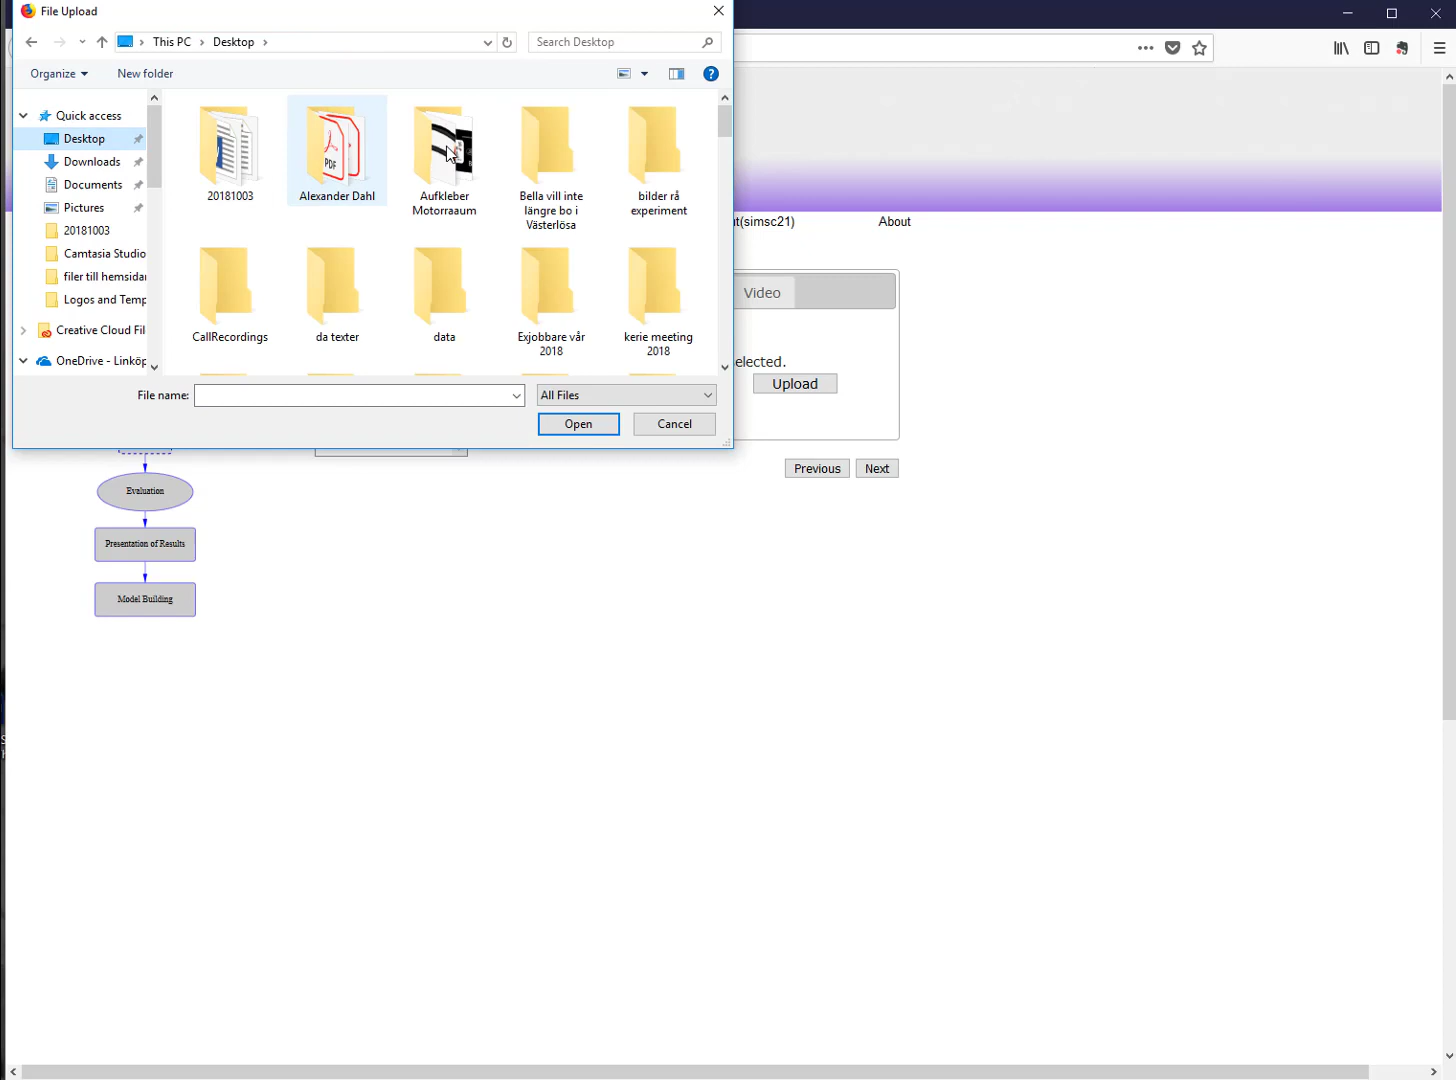 File Upload
This PC
Desktop
Search Desktop
Organize
New folder
Quick access
Desktop
Downloads
Documents
Pictures
20181003
Camtasia Studio
filer till hemsidan
Logos and Temp
Creative Cloud Fil
OneDrive - Linköp
20181003
Alexander Dahl
PDF
Aufkleber
Motorraaum
Bella vill inte
längre bo i
Västerlösa
bilder rå
experiment
CallRecordings
da texter
data
Exjobbare vår
2018
kerie meeting
2018
File name:
All Files
Open
Cancel
t(simsc21)
About
Video
elected.
Upload
Previous
Next
Evaluation
Presentation of Results
Model Building